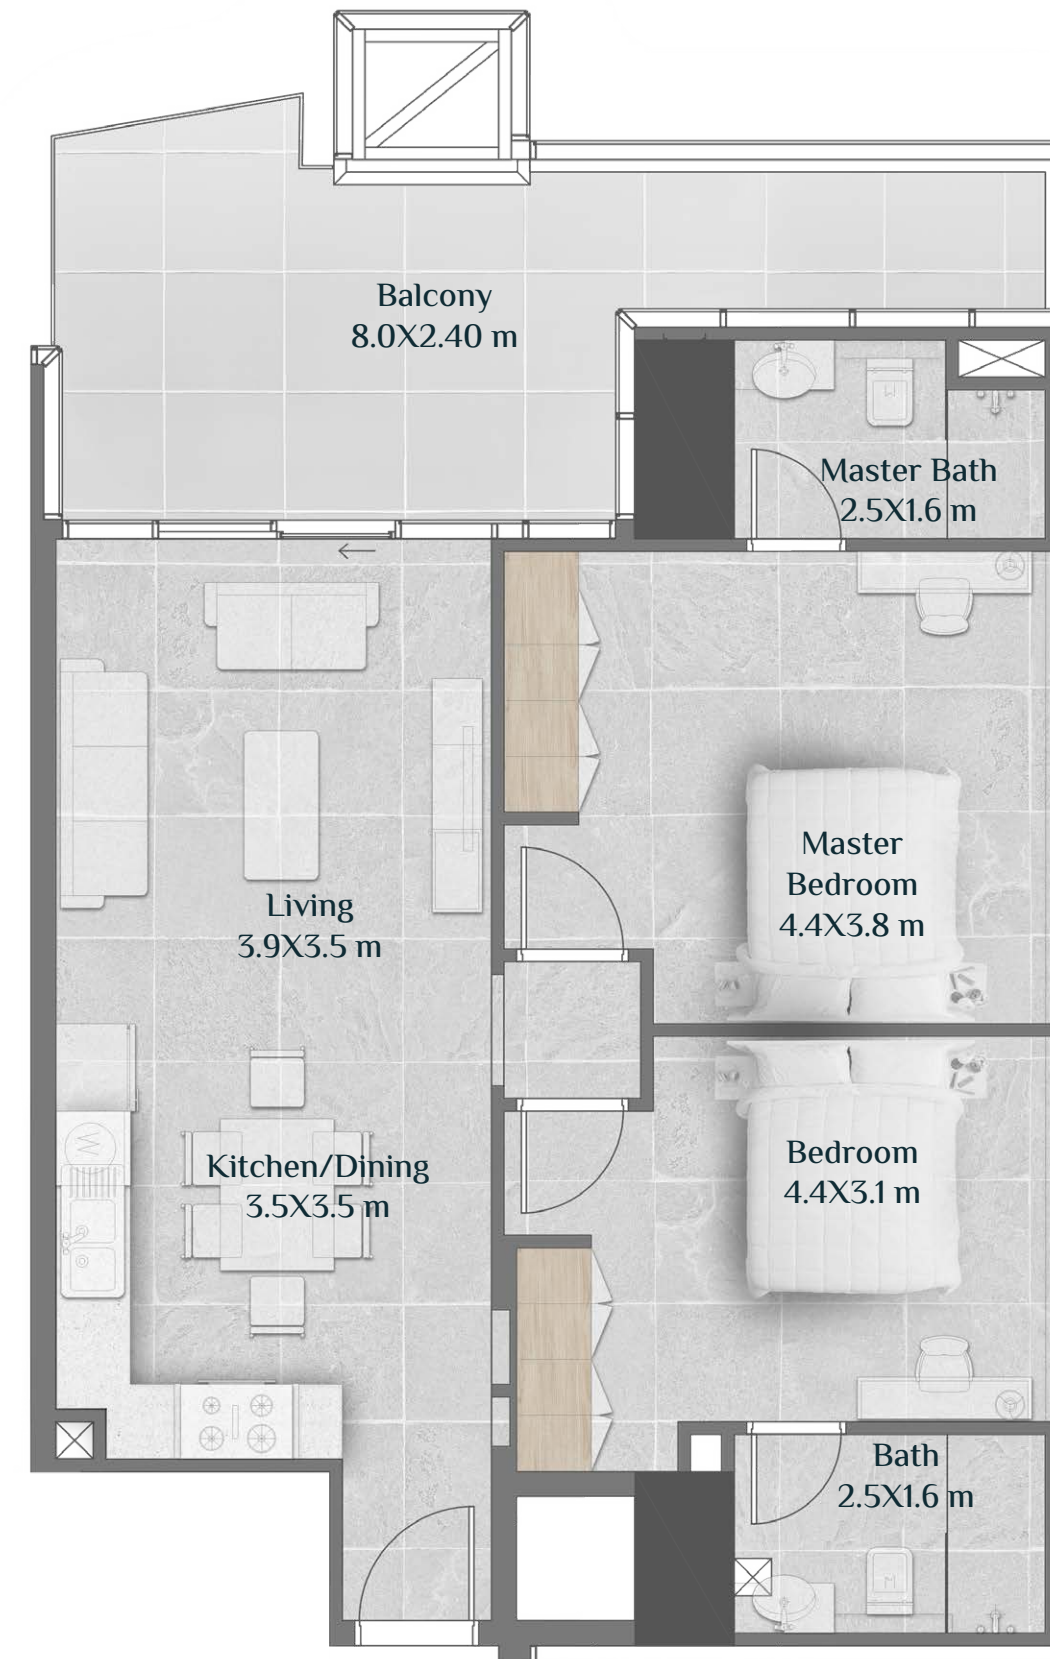 Balcony
8.0X2.40 m
Master Bath
2.5X1.6 m
Master
Bedroom
4.4X3.8 m
Living
3.9X3.5 m
Kitchen/Dining
3.5X3.5 m
Bedroom
4.4X3.1 m
Bath
2.5X1.6 m